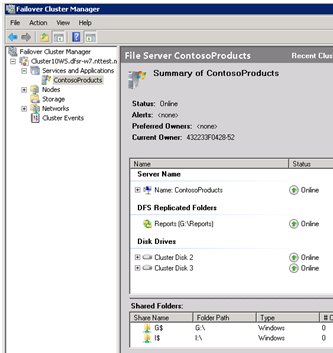 Failover Cluster Manager
File Action View Help
Failover Cluster Manager
Cluster10WS.dfsr-w7.nttest.n
Services and Applications
ContosoProducts
Nodes
Storage
Networks
Cluster Events
File Server ContosoProducts Recent Clus
Summary of ContosoProducts
Status: Online
Alerts: <none>
Preferred Owners: <none>
Current Owner: 432233F0428-52
Name Status
Server Name
Name: ContosoProducts Online
DFS Replicated Folders
Reports (G:\Reports) Online
Disk Drives
Cluster Disk 2 Online
Cluster Disk 3 Online
Shared Folders:
Share Name Folder Path Type # C
G$ G:\ Windows 0
I$ I:\ Windows 0